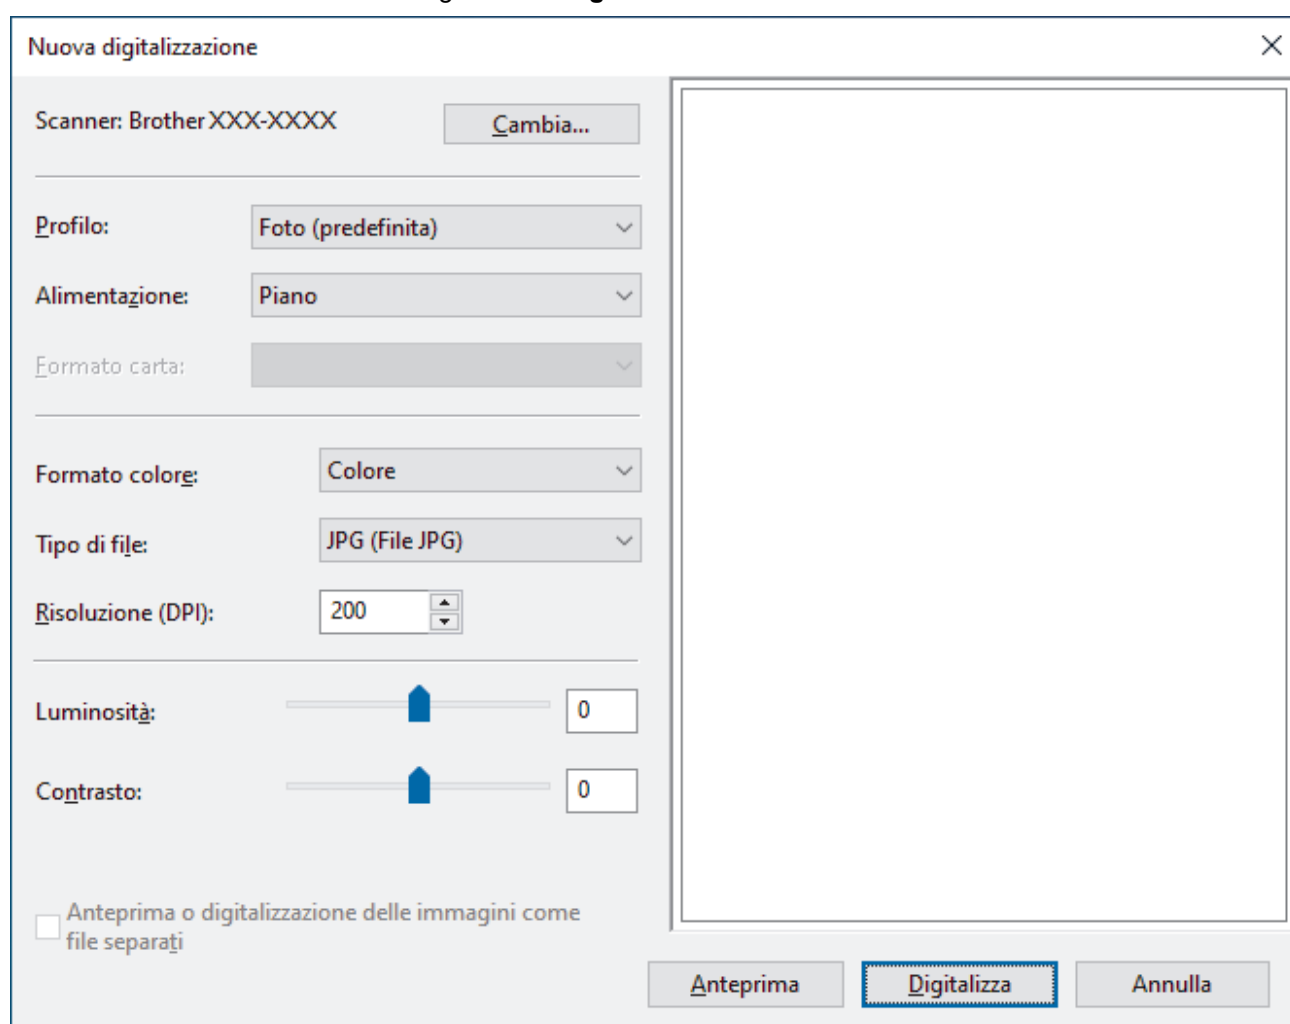 Nuova digitalizzazione
Scanner: Brother XXX-XXXX
Cambia...
Profilo:
Foto (predefinita)
Alimentazione:
Piano
Formato carta:
Formato colore:
Colore
Tipo di file:
JPG (File JPG)
Risoluzione (DPI):
200
Luminosità:
0
Contrasto:
0
Anteprima o digitalizzazione delle immagini come
file separati
Anteprima
Digitalizza
Annulla